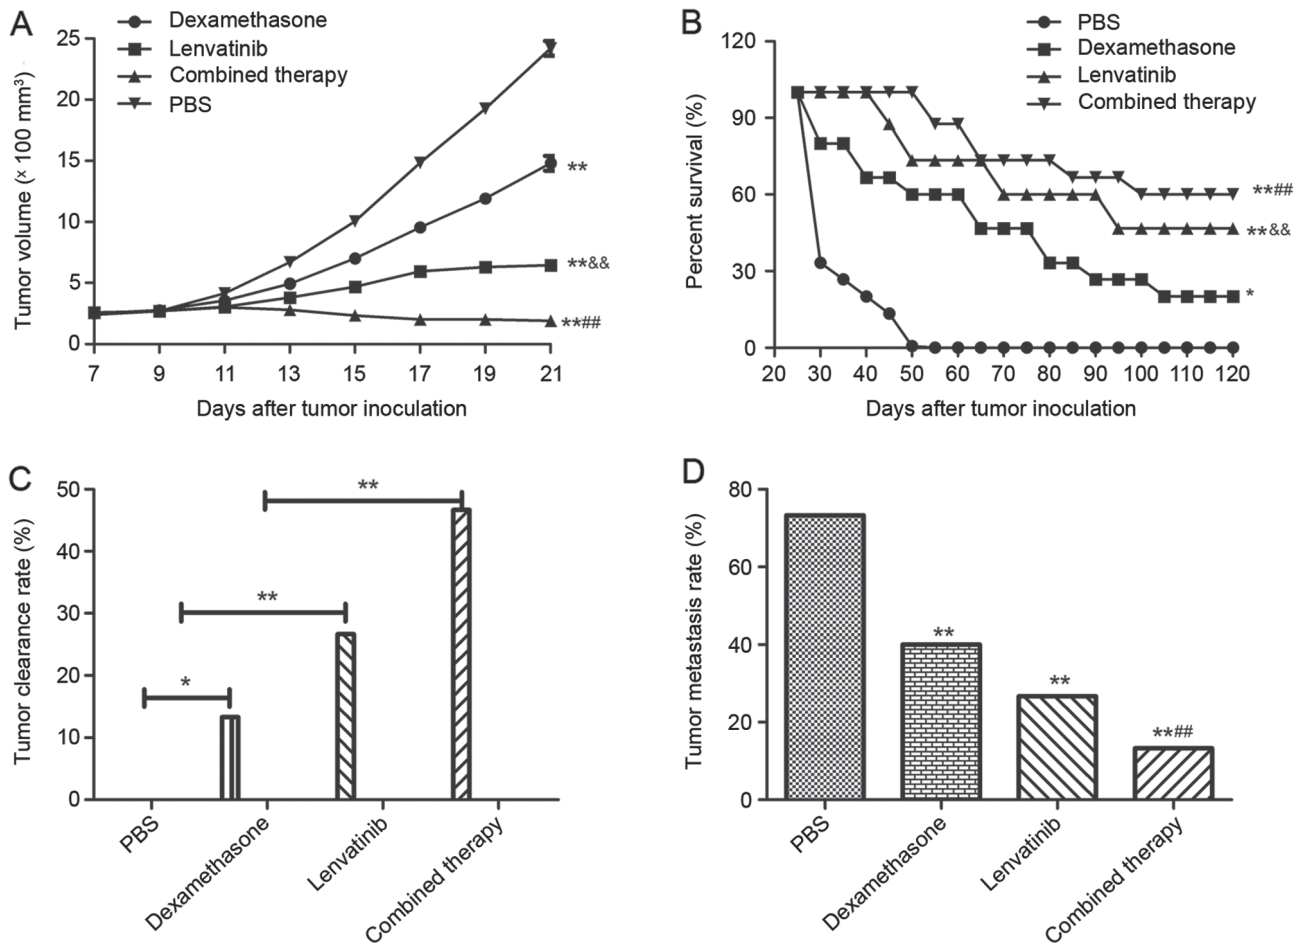 A
Dexamethasone
Lenvatinib
Combined therapy
PBS
Tumor volume (× 100 mm³)
25
20
15
10
5
0
**
**&&
**##
7 9 11 13 15 17 19 21
Days after tumor inoculation
B
PBS
Dexamethasone
Lenvatinib
Combined therapy
Percent survival (%)
120
90
60
30
0
**##
**&&
*
20 30 40 50 60 70 80 90 100 110 120
Days after tumor inoculation
C
Tumor clearance rate (%)
50
40
30
20
10
0
**
**
*
PBS
Dexamethasone
Lenvatinib
Combined therapy
D
Tumor metastasis rate (%)
80
60
40
20
0
**
**
**##
PBS
Dexamethasone
Lenvatinib
Combined therapy